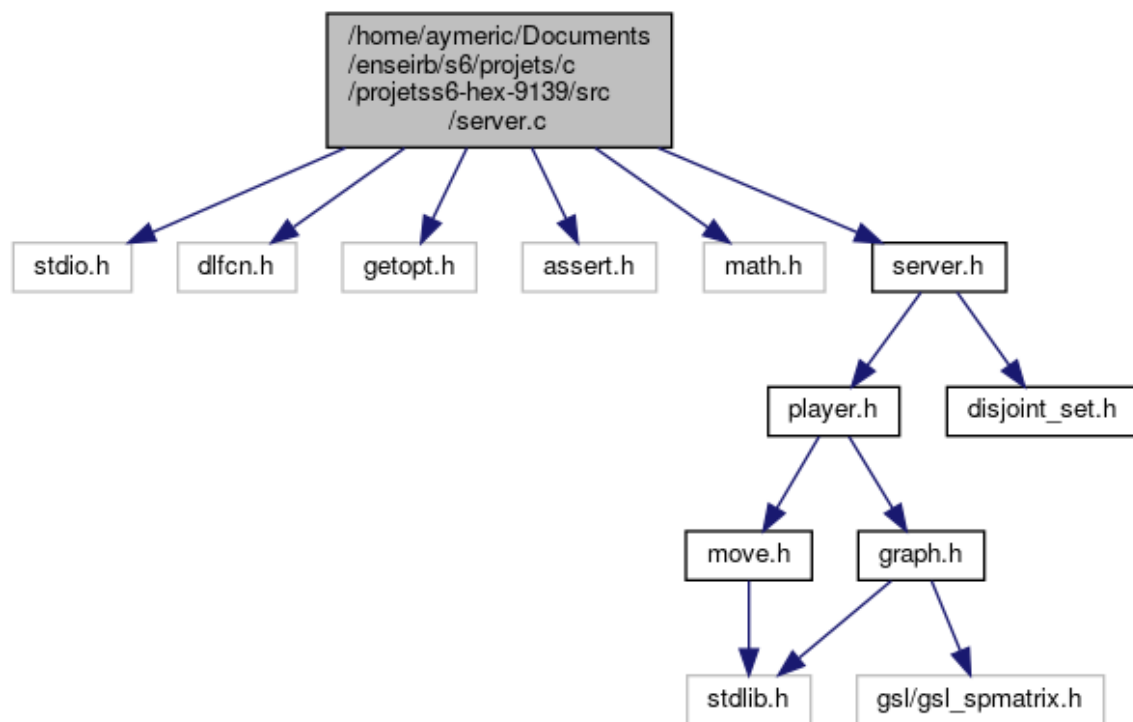 /home/aymeric/Documents
/enseirb/s6/projets/c
/projetss6-hex-9139/src
/server.c
stdio.h
dlfcn.h
getopt.h
assert.h
math.h
server.h
player.h
disjoint_set.h
move.h
graph.h
stdlib.h
gsl/gsl_spmatrix.h